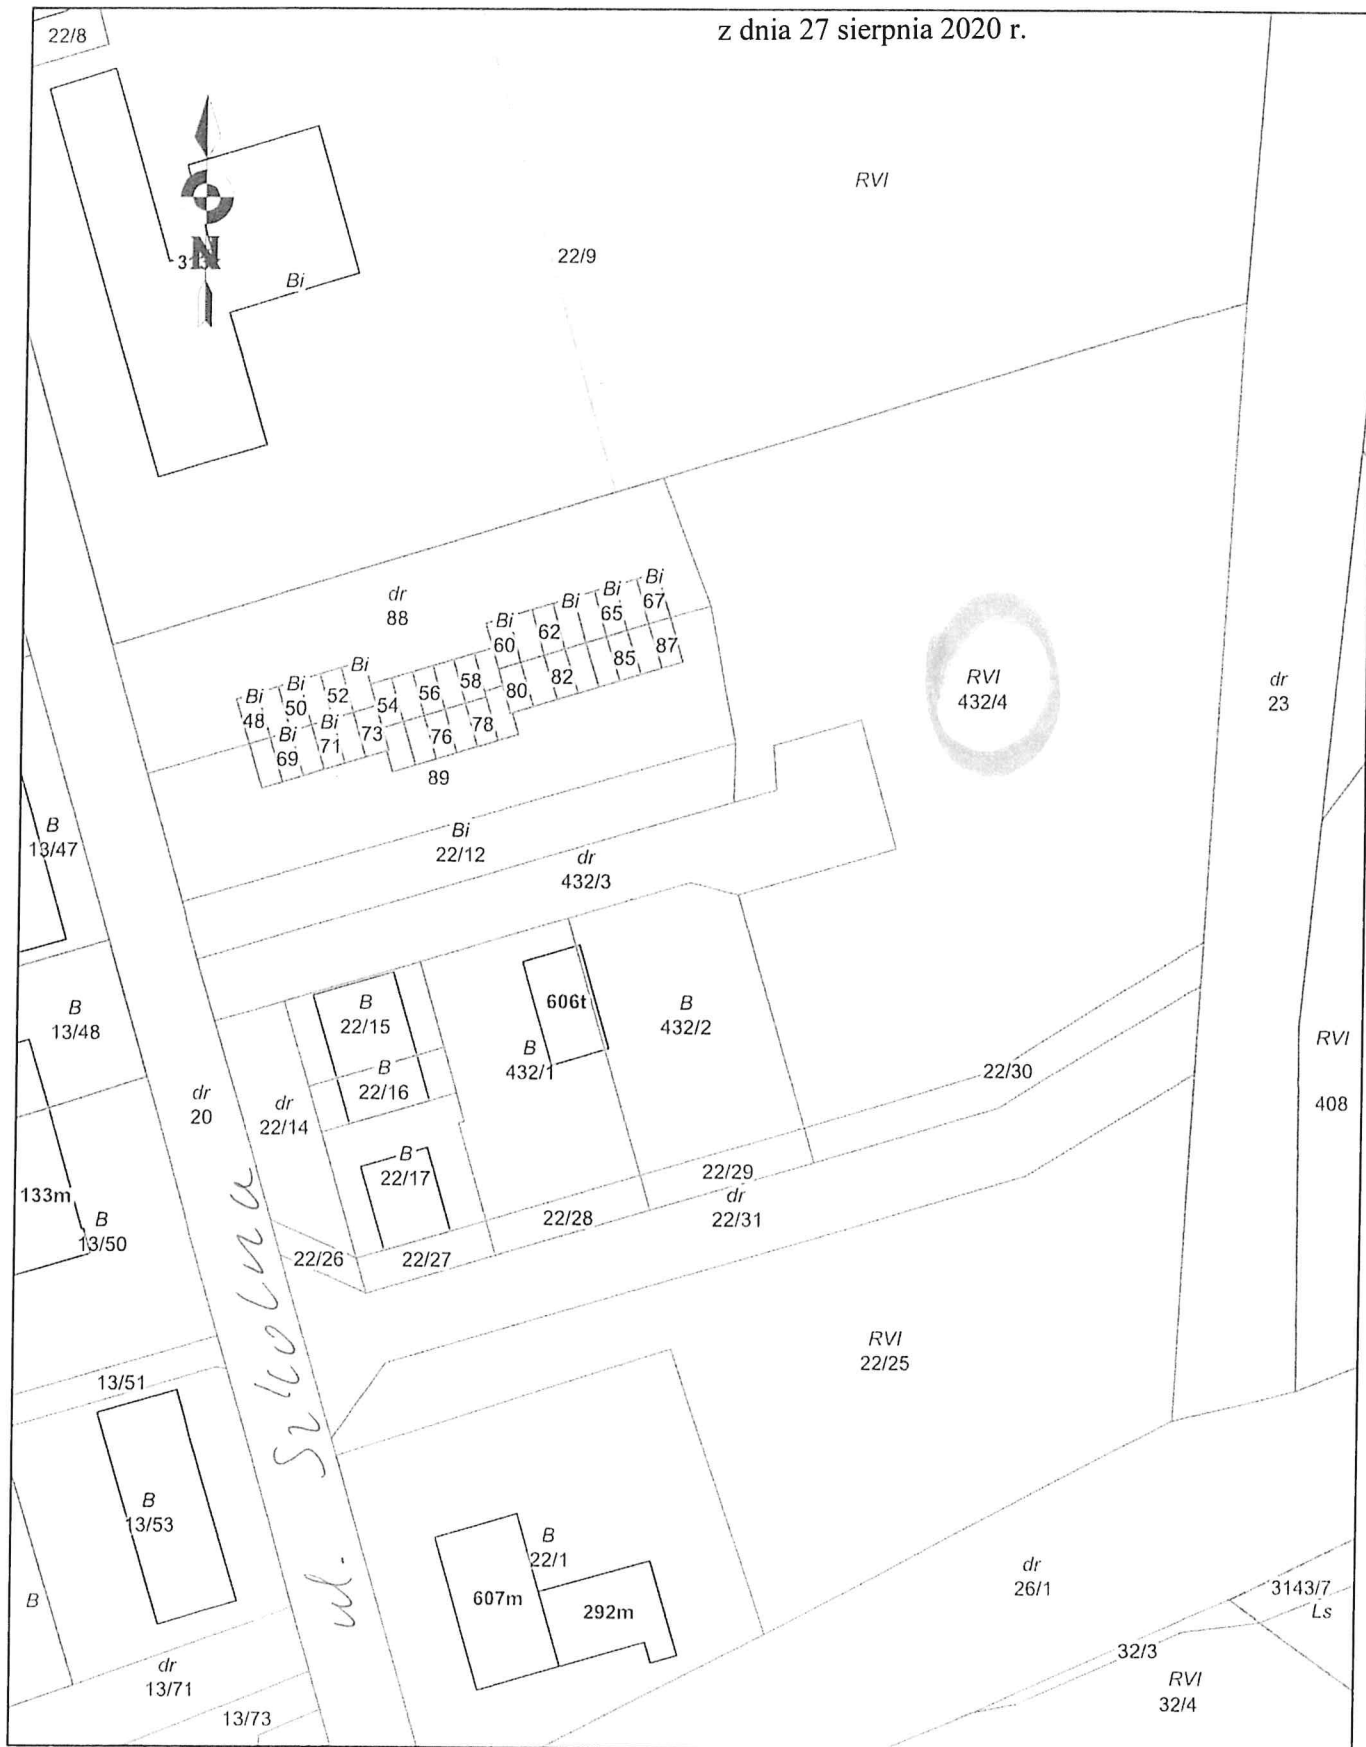 z dnia 27 sierpnia 2020 r.
22/8
RVI
22/9
N
Bi
dr
88
Bi
48
Bi
50
52
Bi
54
56
58
Bi
60
62
Bi
Bi
65
Bi
67
Bi
69
Bi
71
73
76
78
80
82
85
87
89
RVI
432/4
dr
23
B
13/47
Bi
22/12
dr
432/3
B
13/48
B
22/15
606t
B
432/2
B
22/16
B
432/1
22/30
RVI
408
dr
20
dr
22/14
B
22/17
22/29
dr
22/31
133m
B
13/50
22/28
22/26
22/27
ul. Szkolna
RVI
22/25
13/51
B
13/53
B
22/1
607m
292m
B
dr
26/1
3143/7
Ls
32/3
RVI
32/4
dr
13/71
13/73